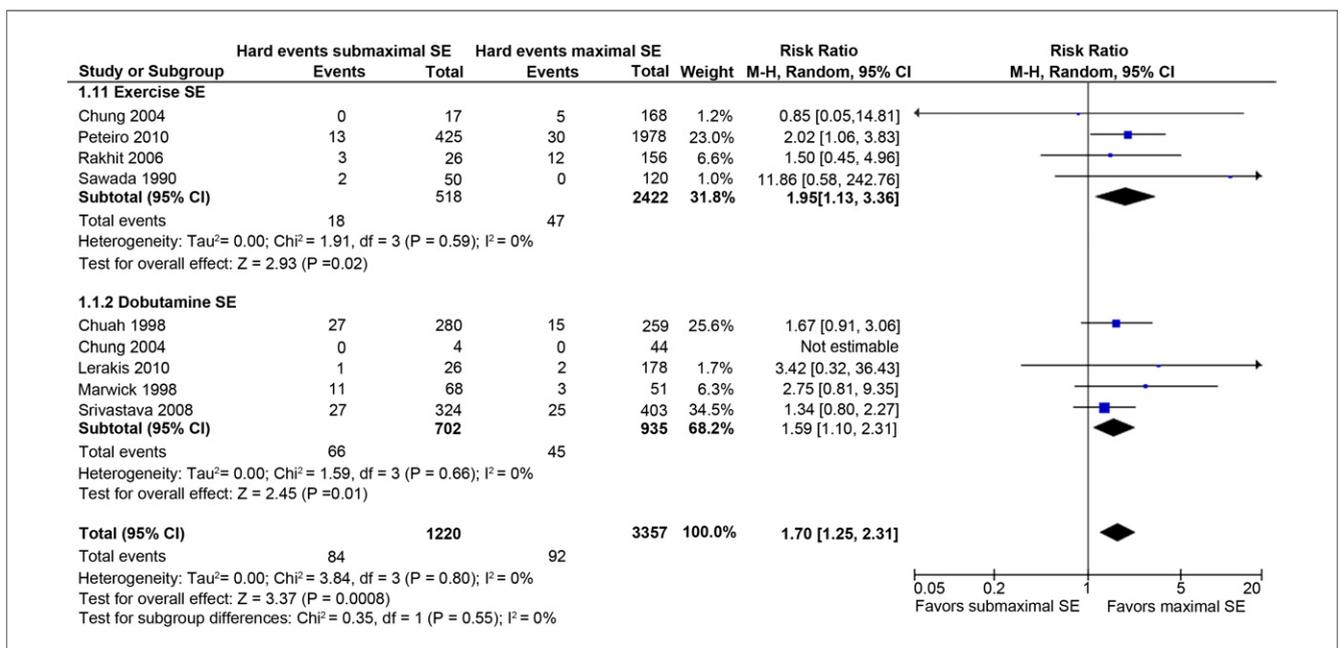 Hard events submaximal SE Hard events maximal SE Risk Ratio Risk Ratio
Study or Subgroup Events Total Events Total Weight M-H, Random, 95% CI M-H, Random, 95% CI
1.11 Exercise SE
Chung 2004 0 17 5 168 1.2% 0.85 [0.05,14.81]
Peteiro 2010 13 425 30 1978 23.0% 2.02 [1.06, 3.83]
Rakhit 2006 3 26 12 156 6.6% 1.50 [0.45, 4.96]
Sawada 1990 2 50 0 120 1.0% 11.86 [0.58, 242.76]
Subtotal (95% CI) 518 2422 31.8% 1.95[1.13, 3.36]
Total events 18 47
Heterogeneity: Tau²= 0.00; Chi² = 1.91, df = 3 (P = 0.59); I² = 0%
Test for overall effect: Z = 2.93 (P =0.02)
1.1.2 Dobutamine SE
Chuah 1998 27 280 15 259 25.6% 1.67 [0.91, 3.06]
Chung 2004 0 4 0 44 Not estimable
Lerakis 2010 1 26 2 178 1.7% 3.42 [0.32, 36.43]
Marwick 1998 11 68 3 51 6.3% 2.75 [0.81, 9.35]
Srivastava 2008 27 324 25 403 34.5% 1.34 [0.80, 2.27]
Subtotal (95% CI) 702 935 68.2% 1.59 [1.10, 2.31]
Total events 66 45
Heterogeneity: Tau²= 0.00; Chi² = 1.59, df = 3 (P = 0.66); I² = 0%
Test for overall effect: Z = 2.45 (P =0.01)
Total (95% CI) 1220 3357 100.0% 1.70 [1.25, 2.31]
Total events 84 92
Heterogeneity: Tau²= 0.00; Chi² = 3.84, df = 3 (P = 0.80); I² = 0%
Test for overall effect: Z = 3.37 (P = 0.0008)
Test for subgroup differences: Chi² = 0.35, df = 1 (P = 0.55); I² = 0%
0.05 0.2 1 5 20
Favors submaximal SE Favors maximal SE